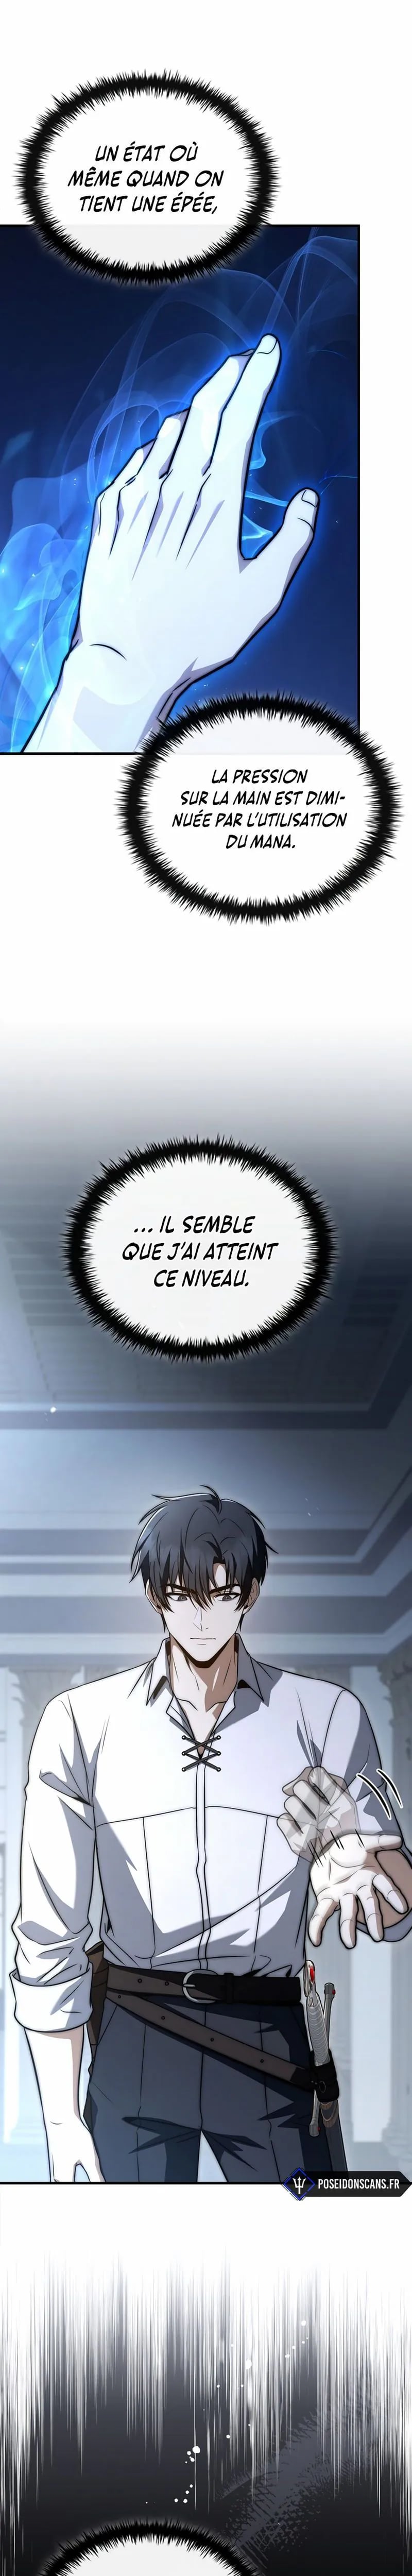 UN ÉTAT OÙ
MÊME QUAND ON
TIENT UNE ÉPÉE,
LA PRESSION
SUR LA MAIN EST DIMI-
NUÉE PAR L'UTILISATION
DU MANA.
... IL SEMBLE
QUE J'AI ATTEINT
CE NIVEAU.
POSEIDONSCANS.FR